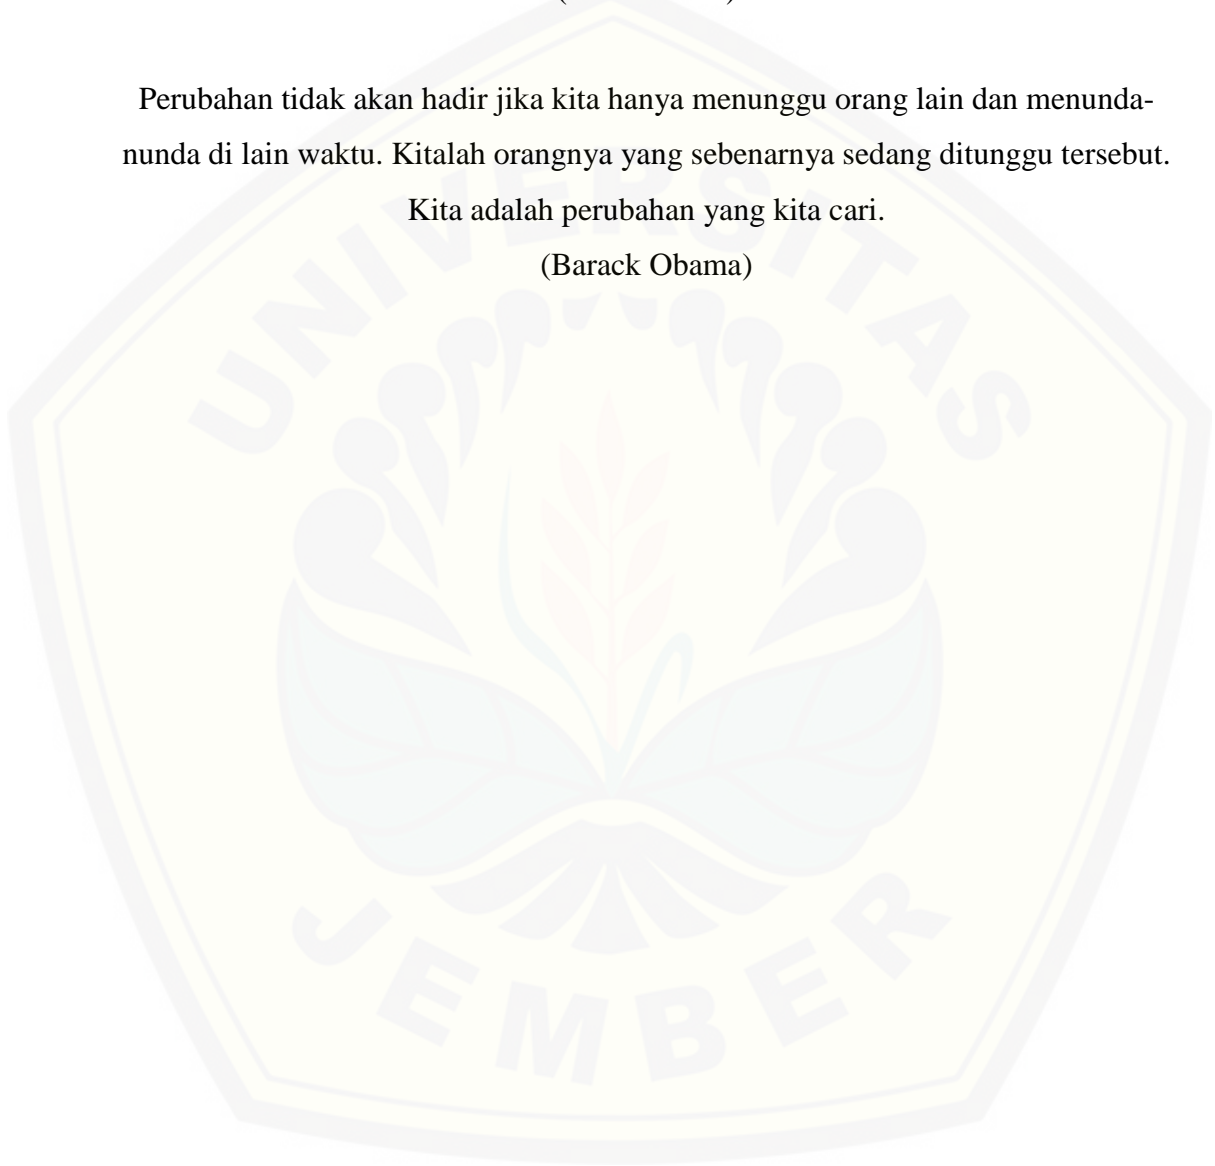 Perubahan tidak akan hadir jika kita hanya menunggu orang lain dan menunda-
nunda di lain waktu. Kitalah orangnya yang sebenarnya sedang ditunggu tersebut.
Kita adalah perubahan yang kita cari.
(Barack Obama)
UNIVERSITAS
JEMBER